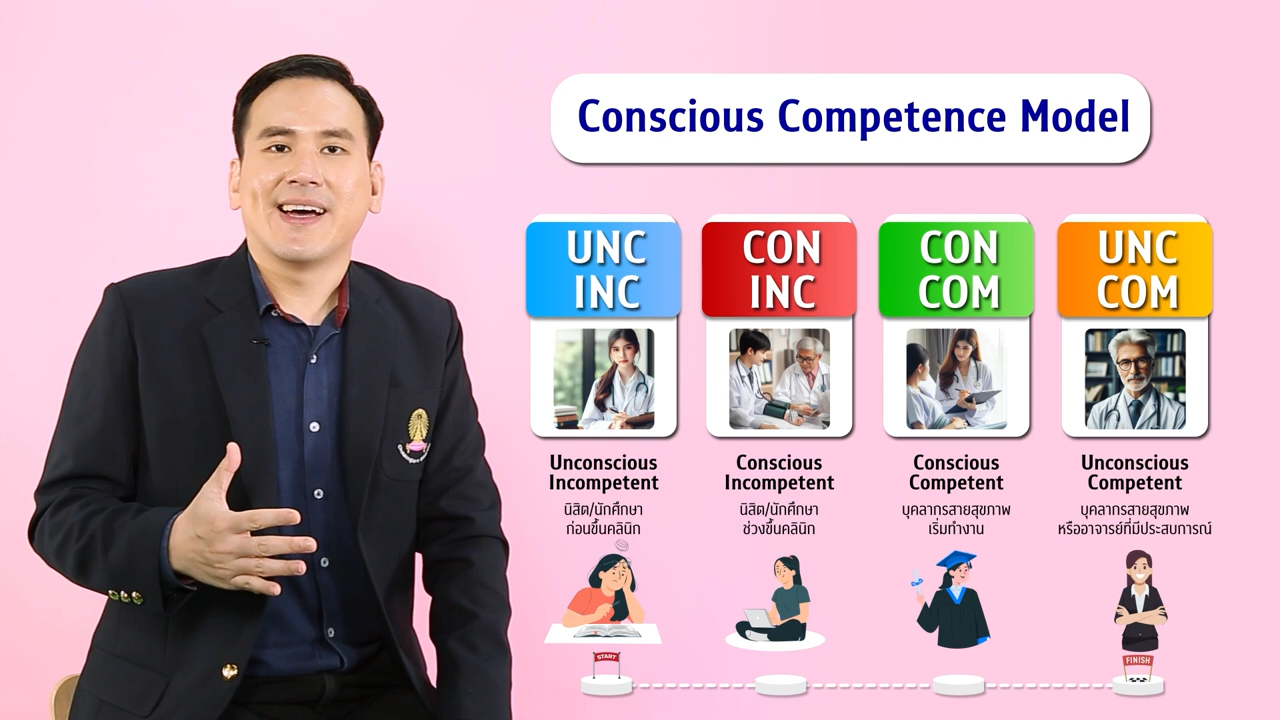 Conscious Competence Model
UNC
INC
CON
INC
CON
COM
UNC
COM
Unconscious
Incompetent
นิสิต/นักศึกษา
ก่อนขึ้นคลินิก
Conscious
Incompetent
นิสิต/นักศึกษา
ช่วงขึ้นคลินิก
Conscious
Competent
บุคลากรสายสุขภาพ
เริ่มทำงาน
Unconscious
Competent
บุคลากรสายสุขภาพ
หรืออาจารย์ที่มีประสบการณ์
START
FINISH